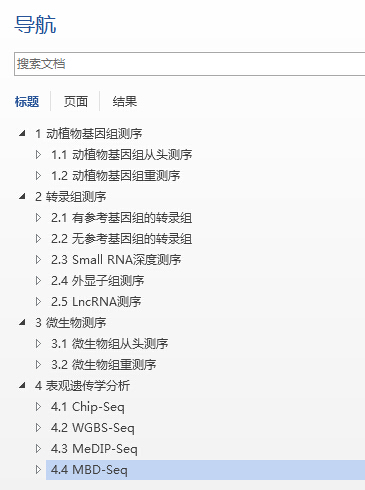 导航
搜索文档
标题 页面 结果
1 动植物基因组测序
1.1 动植物基因组从头测序
1.2 动植物基因组重测序
2 转录组测序
2.1 有参考基因组的转录组
2.2 无参考基因组的转录组
2.3 Small RNA深度测序
2.4 外显子组测序
2.5 LncRNA测序
3 微生物测序
3.1 微生物组从头测序
3.2 微生物组重测序
4 表观遗传学分析
4.1 Chip-Seq
4.2 WGBS-Seq
4.3 MeDIP-Seq
4.4 MBD-Seq